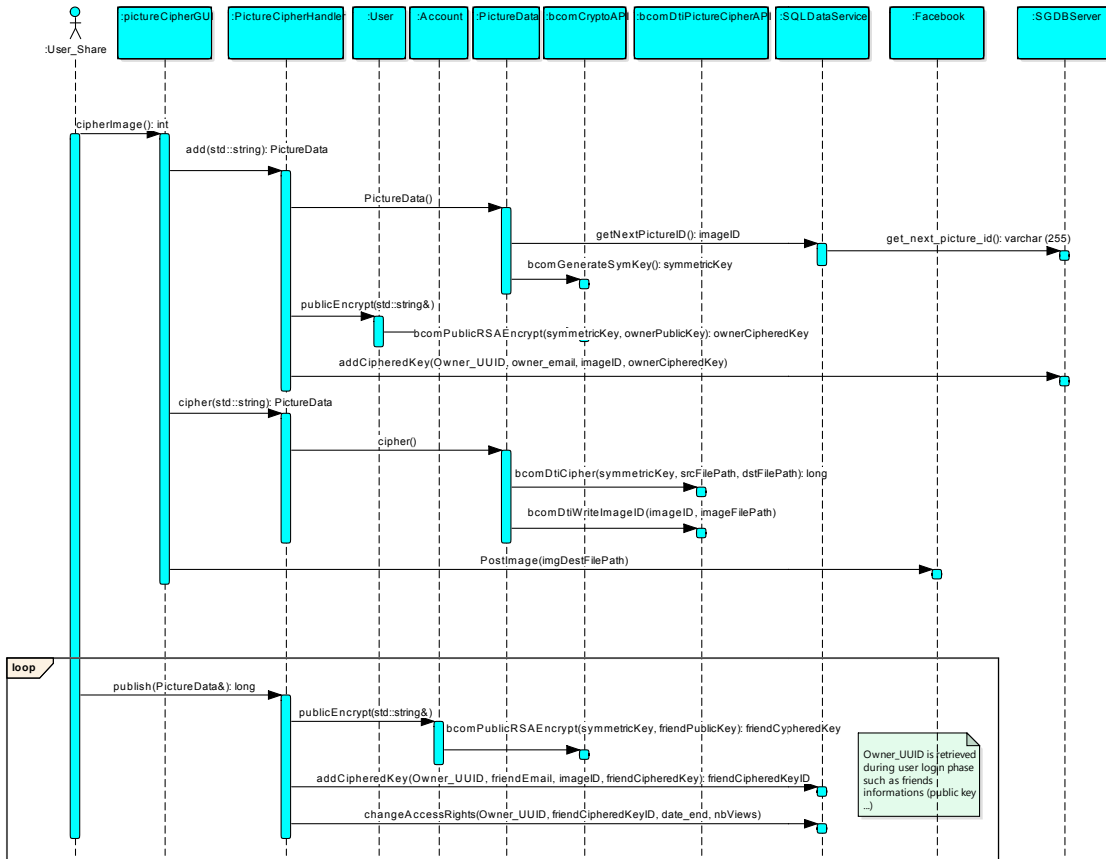 :pictureCipherGUI
:PictureCipherHandler
:User
:Account
:PictureData
:bcomCryptoAPI
:bcomDtiPictureCipherAPI
:SQLDataService
:Facebook
:SGDBServer
:User_Share
cipherImage(): int
add(std::string): PictureData
PictureData()
getNextPictureID(): imageID
get_next_picture_id(): varchar (255)
bcomGenerateSymKey(): symmetricKey
publicEncrypt(std::string&)
bcomPublicRSAEncrypt(symmetricKey, ownerPublicKey): ownerCipheredKey
addCipheredKey(Owner_UUID, owner_email, imageID, ownerCipheredKey)
cipher(std::string): PictureData
cipher()
bcomDtiCipher(symmetricKey, srcFilePath, dstFilePath): long
bcomDtiWriteImageID(imageID, imageFilePath)
PostImage(imgDestFilePath)
loop
publish(PictureData&): long
publicEncrypt(std::string&)
bcomPublicRSAEncrypt(symmetricKey, friendPublicKey): friendCypheredKey
Owner_UUID is retrieved
during user login phase
such as friends
informations (public key
...)
addCipheredKey(Owner_UUID, friendEmail, imageID, friendCipheredKey): friendCipheredKeyID
changeAccessRights(Owner_UUID, friendCipheredKeyID, date_end, nbViews)